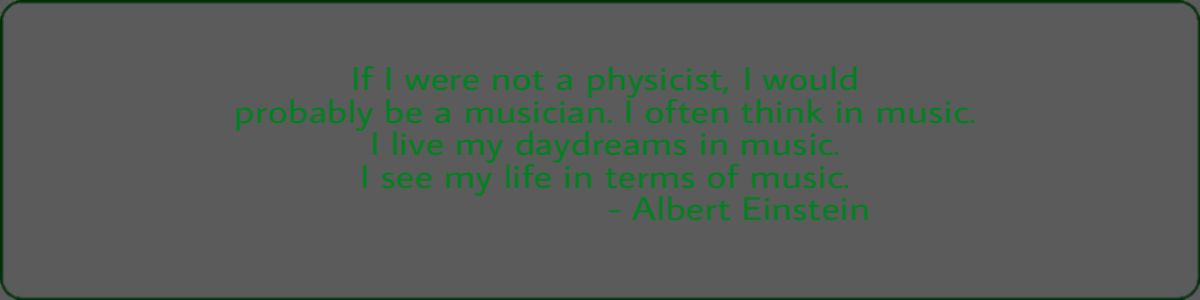 If I were not a physicist, I would
probably be a musician. I often think in music.
I live my daydreams in music.
I see my life in terms of music.
- Albert Einstein